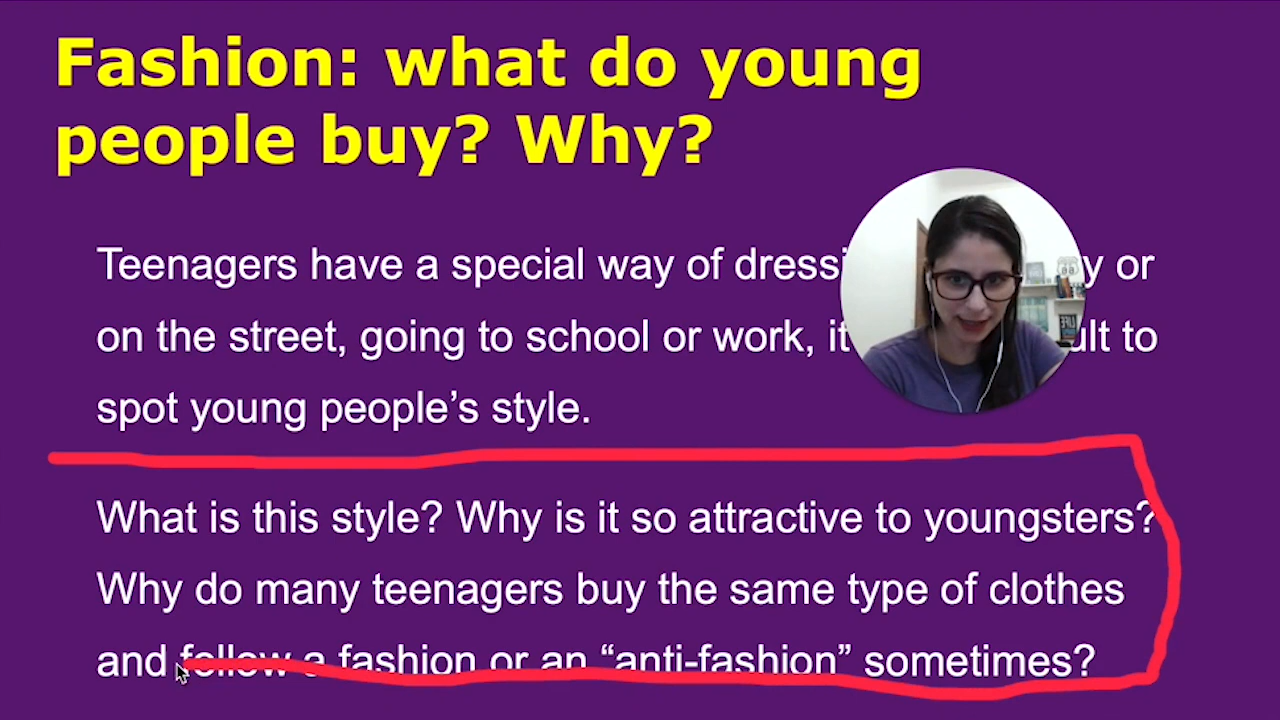 Fashion: what do young
people buy? Why?
Teenagers have a special way of dressi y or
on the street, going to school or work, it ult to
spot young people’s style.
What is this style? Why is it so attractive to youngsters?
Why do many teenagers buy the same type of clothes
and follow a fashion or an “anti-fashion” sometimes?